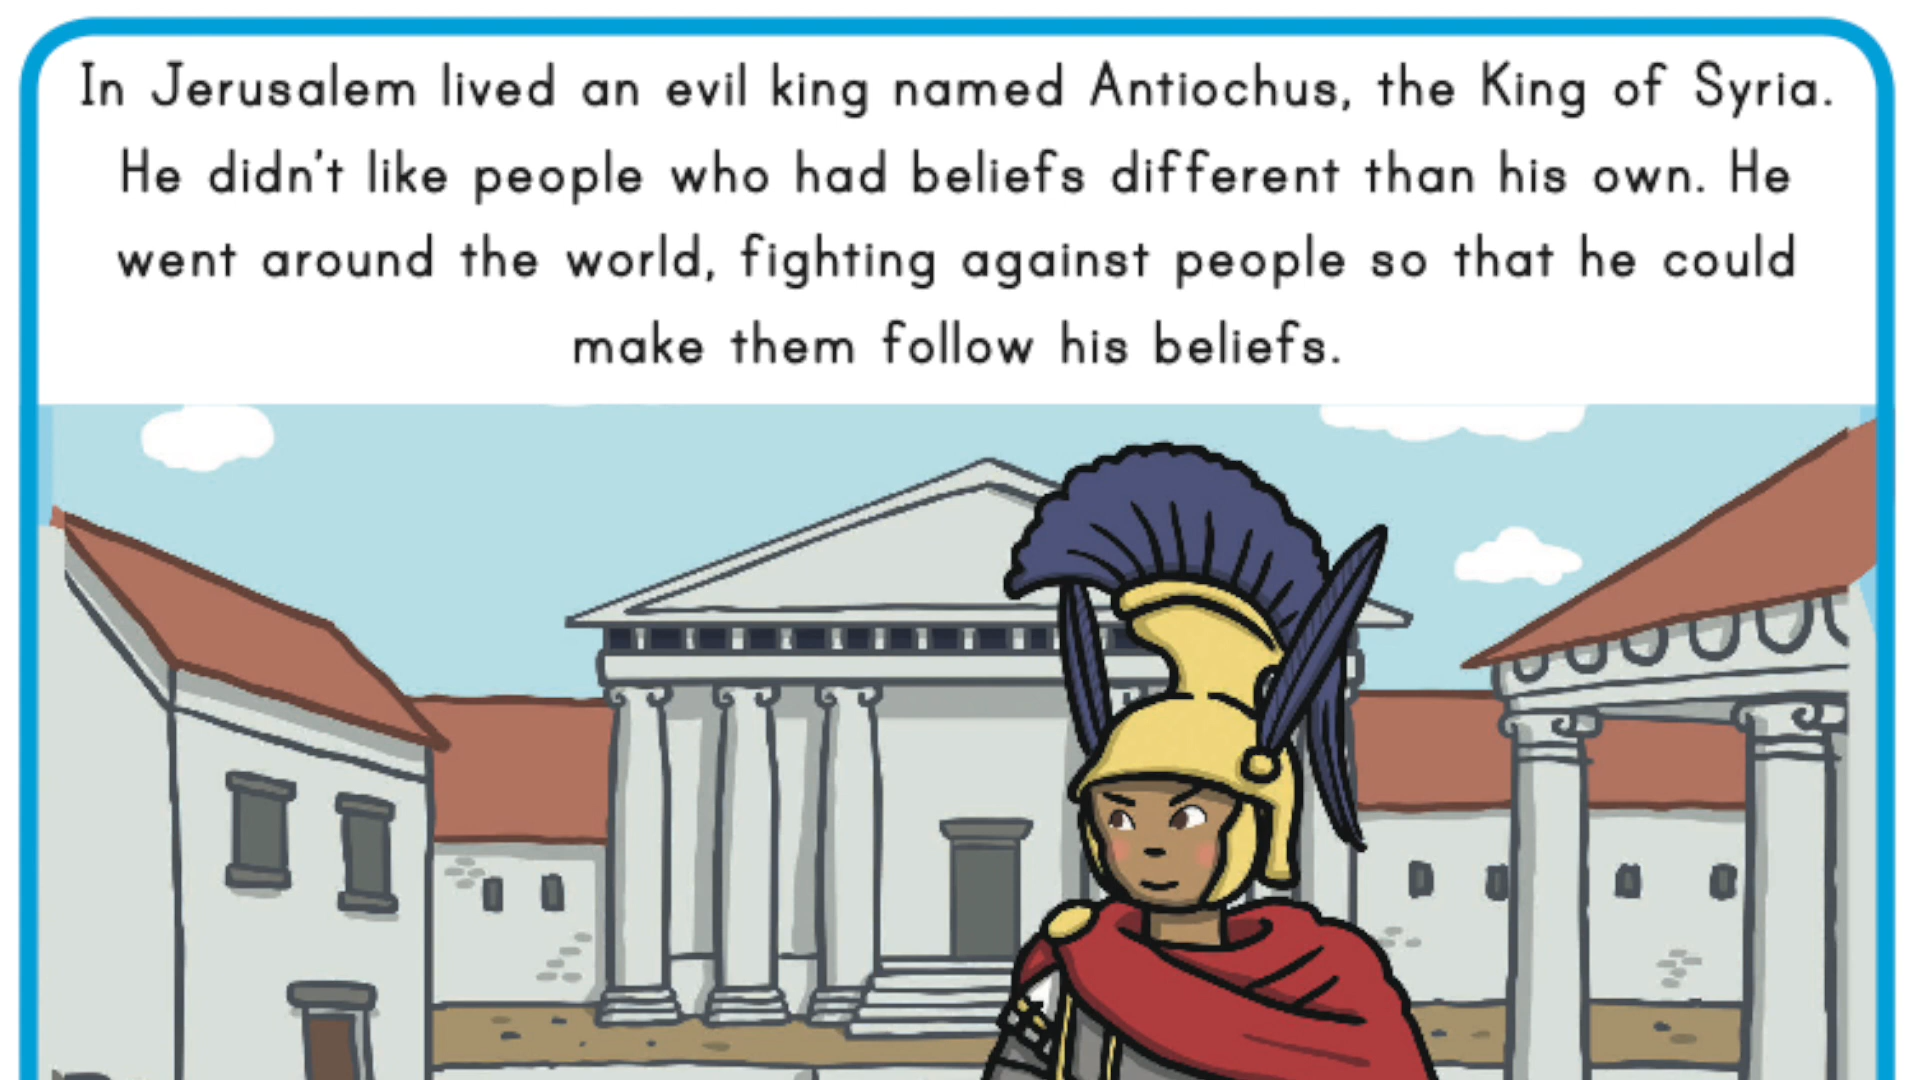 In Jerusalem lived an evil king named Antiochus, the King of Syria.
He didn't like people who had beliefs different than his own. He
went around the world, fighting against people so that he could
make them follow his beliefs.